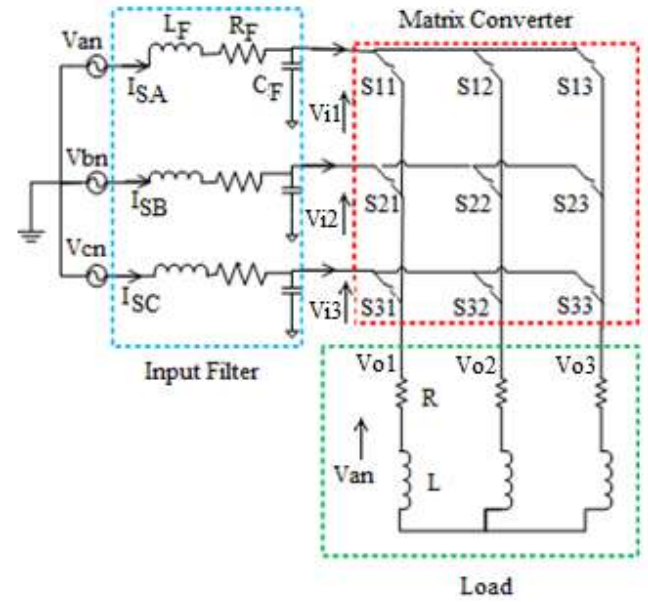 Matrix Converter
Van
LF
RF
CF
ISA
S11
S12
S13
Vi1
Vbn
ISB
S21
S22
S23
Vi2
Vcn
ISC
S31
S32
S33
Vi3
Input Filter
Vo1
Vo2
Vo3
R
Van
L
Load